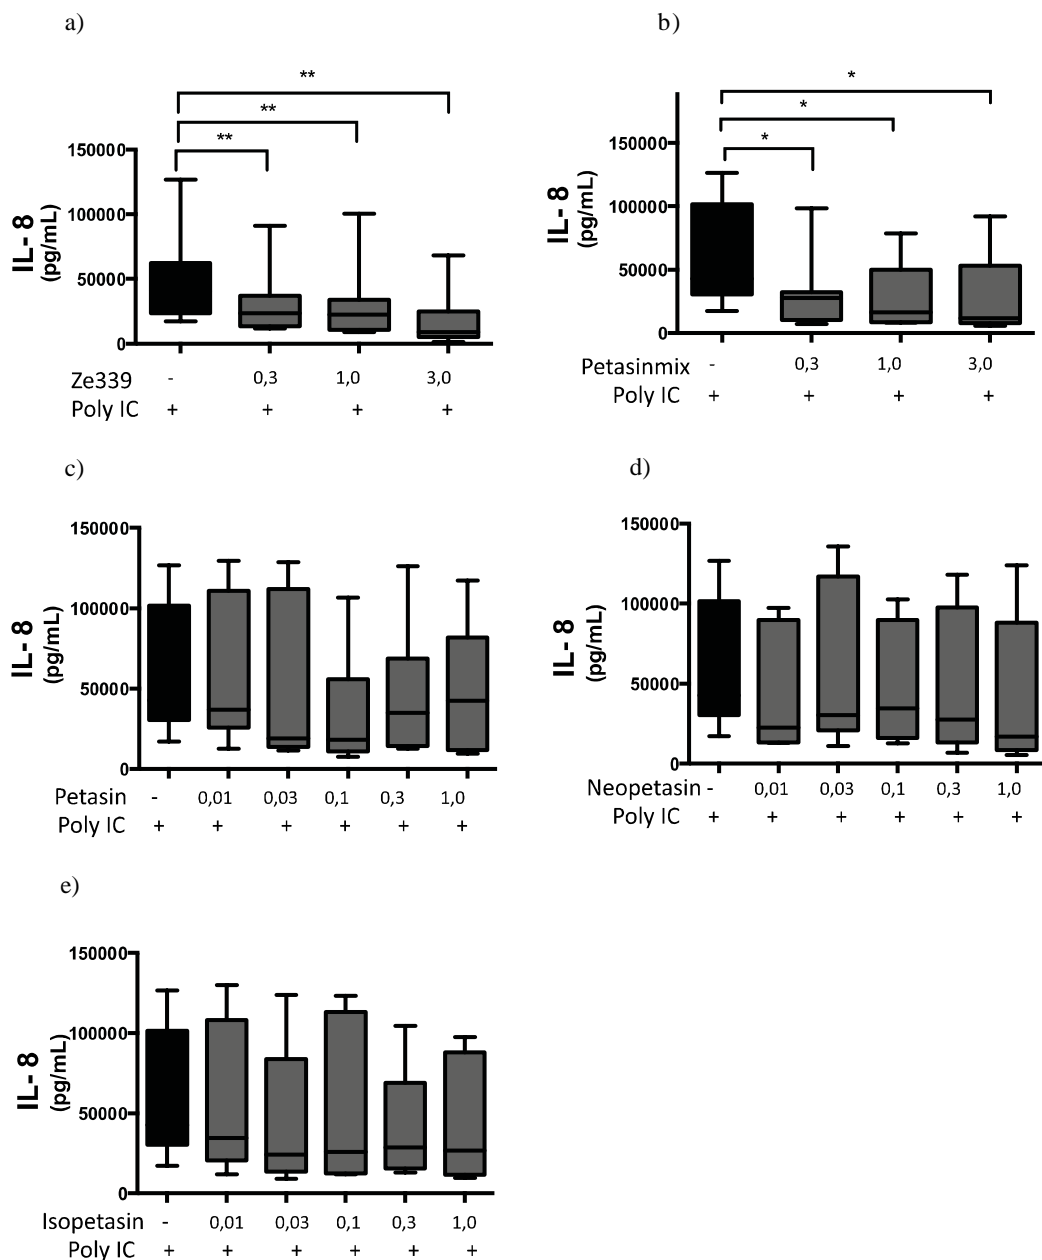 a)
**
**
**
150000
100000
50000
0
IL- 8
(pg/mL)
Ze339 - 0,3 1,0 3,0
Poly IC + + + +
b)
*
*
*
150000
100000
50000
0
IL- 8
(pg/mL)
Petasinmix - 0,3 1,0 3,0
Poly IC + + + +
c)
150000
100000
50000
0
IL- 8
(pg/mL)
Petasin - 0,01 0,03 0,1 0,3 1,0
Poly IC + + + + + +
d)
150000
100000
50000
0
IL- 8
(pg/mL)
Neopetasin - 0,01 0,03 0,1 0,3 1,0
Poly IC + + + + + +
e)
150000
100000
50000
0
IL- 8
(pg/mL)
Isopetasin - 0,01 0,03 0,1 0,3 1,0
Poly IC + + + + + +